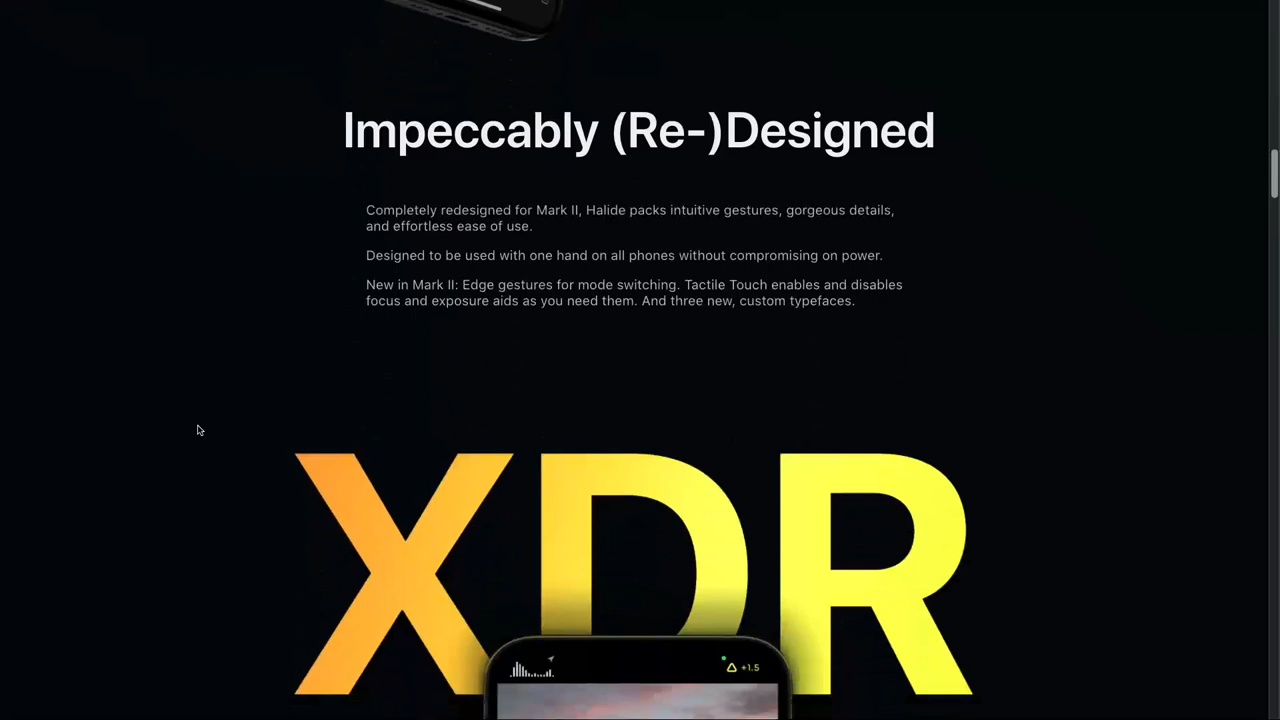 Impeccably (Re-)Designed
Completely redesigned for Mark II, Halide packs intuitive gestures, gorgeous details,
and effortless ease of use.
Designed to be used with one hand on all phones without compromising on power.
New in Mark II: Edge gestures for mode switching. Tactile Touch enables and disables
focus and exposure aids as you need them. And three new, custom typefaces.
XDR
+1.5